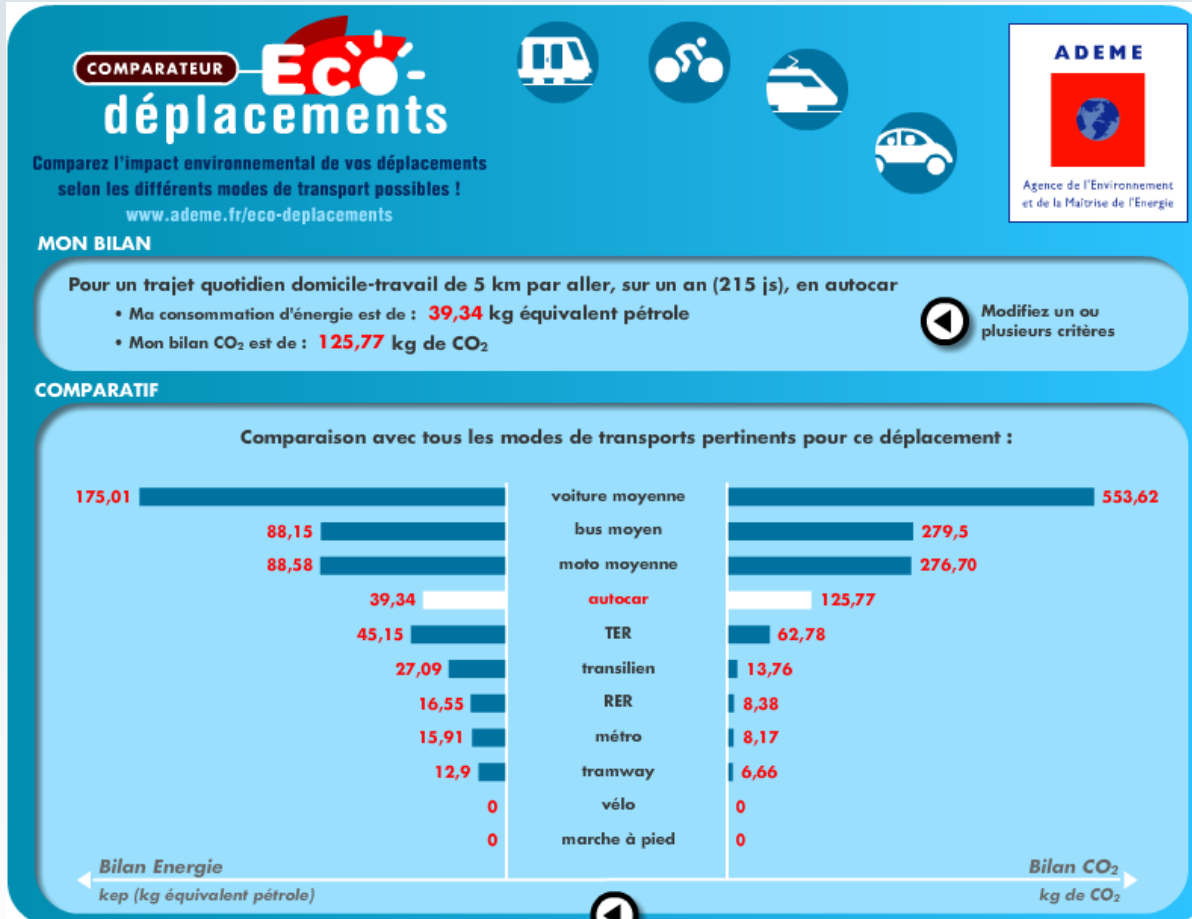 COMPARATEUR Eco-
déplacements
Comparez l'impact environnemental de vos déplacements
selon les différents modes de transport possibles !
www.ademe.fr/eco-deplacements
ADEME
Agence de l'Environnement
et de la Maîtrise de l'Energie
MON BILAN
Pour un trajet quotidien domicile-travail de 5 km par aller, sur un an (215 js), en autocar
• Ma consommation d'énergie est de : 39,34 kg équivalent pétrole
• Mon bilan CO₂ est de : 125,77 kg de CO₂
Modifiez un ou
plusieurs critères
COMPARATIF
Comparaison avec tous les modes de transports pertinents pour ce déplacement :
175,01 voiture moyenne 553,62
88,15 bus moyen 279,5
88,58 moto moyenne 276,70
39,34 autocar 125,77
45,15 TER 62,78
27,09 transilien 13,76
16,55 RER 8,38
15,91 métro 8,17
12,9 tramway 6,66
0 vélo 0
0 marche à pied 0
Bilan Energie Bilan CO₂
kep (kg équivalent pétrole) kg de CO₂